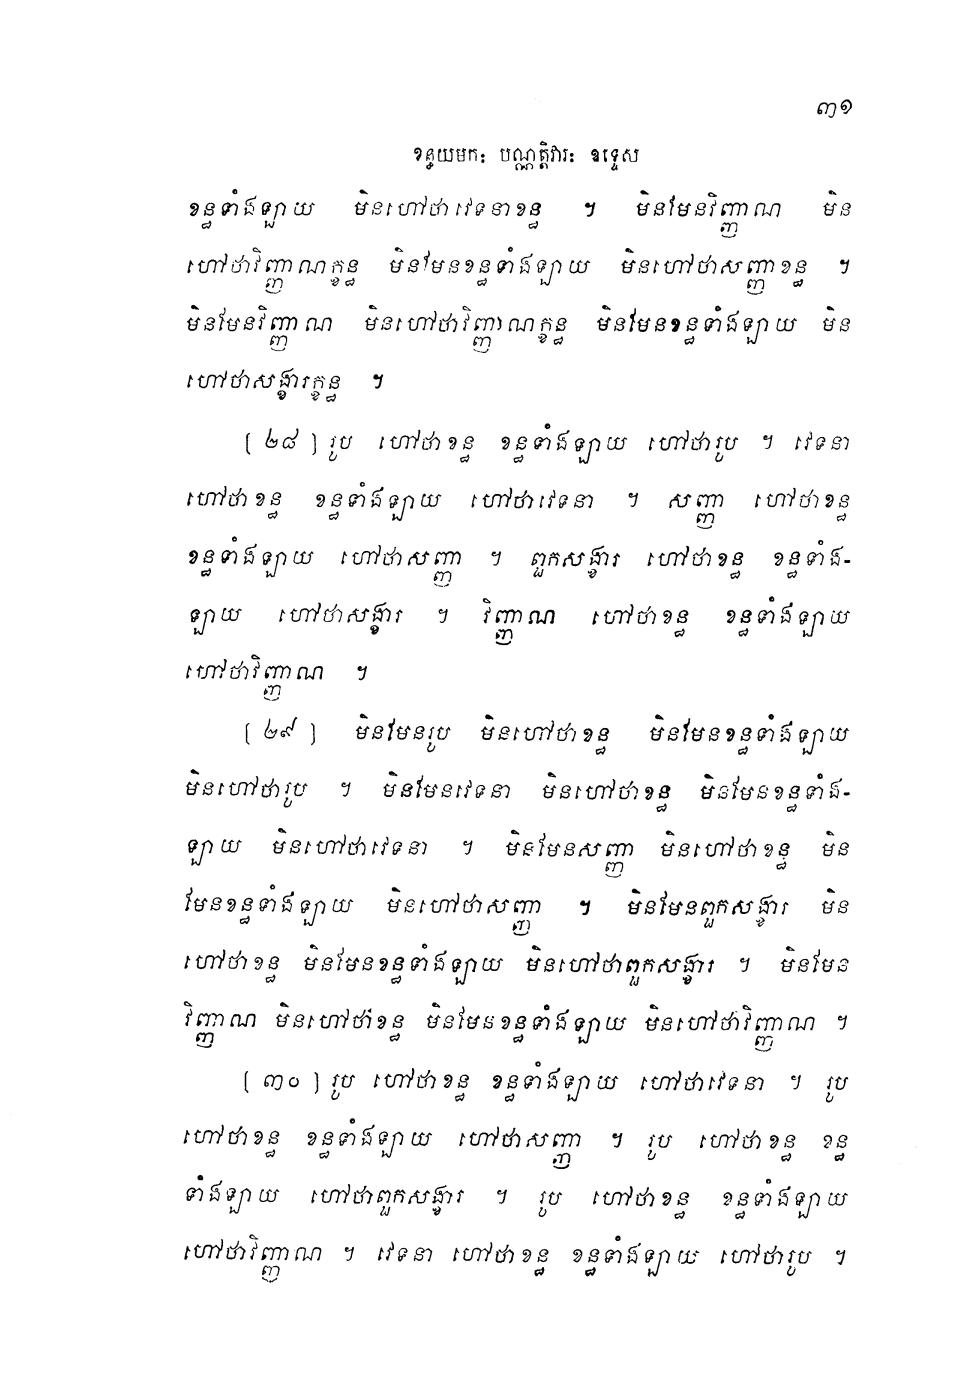 ៣១
ខន្ធយមក: បណ្ណត្តិវារៈ ឧទ្ទេស
ខន្ធទាំងឡាយ មិនហៅថាវេទនាខន្ធ ។ មិនមែនវិញ្ញាណ មិន
ហៅថាវិញ្ញាណក្ខន្ធ មិនមែនខន្ធទាំងឡាយ មិនហៅថាសញ្ញាខន្ធ ។
មិនមែនវិញ្ញាណ មិនហៅថាវិញ្ញាណក្ខន្ធ មិនមែនខន្ធទាំងឡាយ មិន
ហៅថាសង្ខារក្ខន្ធ ។
[ ២៨ ] រូប ហៅថាខន្ធ ខន្ធទាំងឡាយ ហៅថារូប ។ វេទនា
ហៅថាខន្ធ ខន្ធទាំងឡាយ ហៅថាវេទនា ។ សញ្ញា ហៅថាខន្ធ
ខន្ធទាំងឡាយ ហៅថាសញ្ញា ។ ពួកសង្ខារ ហៅថាខន្ធ ខន្ធទាំង-
ឡាយ ហៅថាសង្ខារ ។ វិញ្ញាណ ហៅថាខន្ធ ខន្ធទាំងឡាយ
ហៅថាវិញ្ញាណ ។
[ ២៩ ] មិនមែនរូប មិនហៅថាខន្ធ មិនមែនខន្ធទាំងឡាយ
មិនហៅថារូប ។ មិនមែនវេទនា មិនហៅថាខន្ធ មិនមែនខន្ធទាំង-
ឡាយ មិនហៅថាវេទនា ។ មិនមែនសញ្ញា មិនហៅថាខន្ធ មិន
មែនខន្ធទាំងឡាយ មិនហៅថាសញ្ញា ។ មិនមែនពួកសង្ខារ មិន
ហៅថាខន្ធ មិនមែនខន្ធទាំងឡាយ មិនហៅថាពួកសង្ខារ ។ មិនមែន
វិញ្ញាណ មិនហៅថាខន្ធ មិនមែនខន្ធទាំងឡាយ មិនហៅថាវិញ្ញាណ ។
[ ៣០ ] រូប ហៅថាខន្ធ ខន្ធទាំងឡាយ ហៅថាវេទនា ។ រូប
ហៅថាខន្ធ ខន្ធទាំងឡាយ ហៅថាសញ្ញា ។ រូប ហៅថាខន្ធ ខន្ធ
ទាំងឡាយ ហៅថាពួកសង្ខារ ។ រូប ហៅថាខន្ធ ខន្ធទាំងឡាយ
ហៅថាវិញ្ញាណ ។ វេទនា ហៅថាខន្ធ ខន្ធទាំងឡាយ ហៅថារូប ។